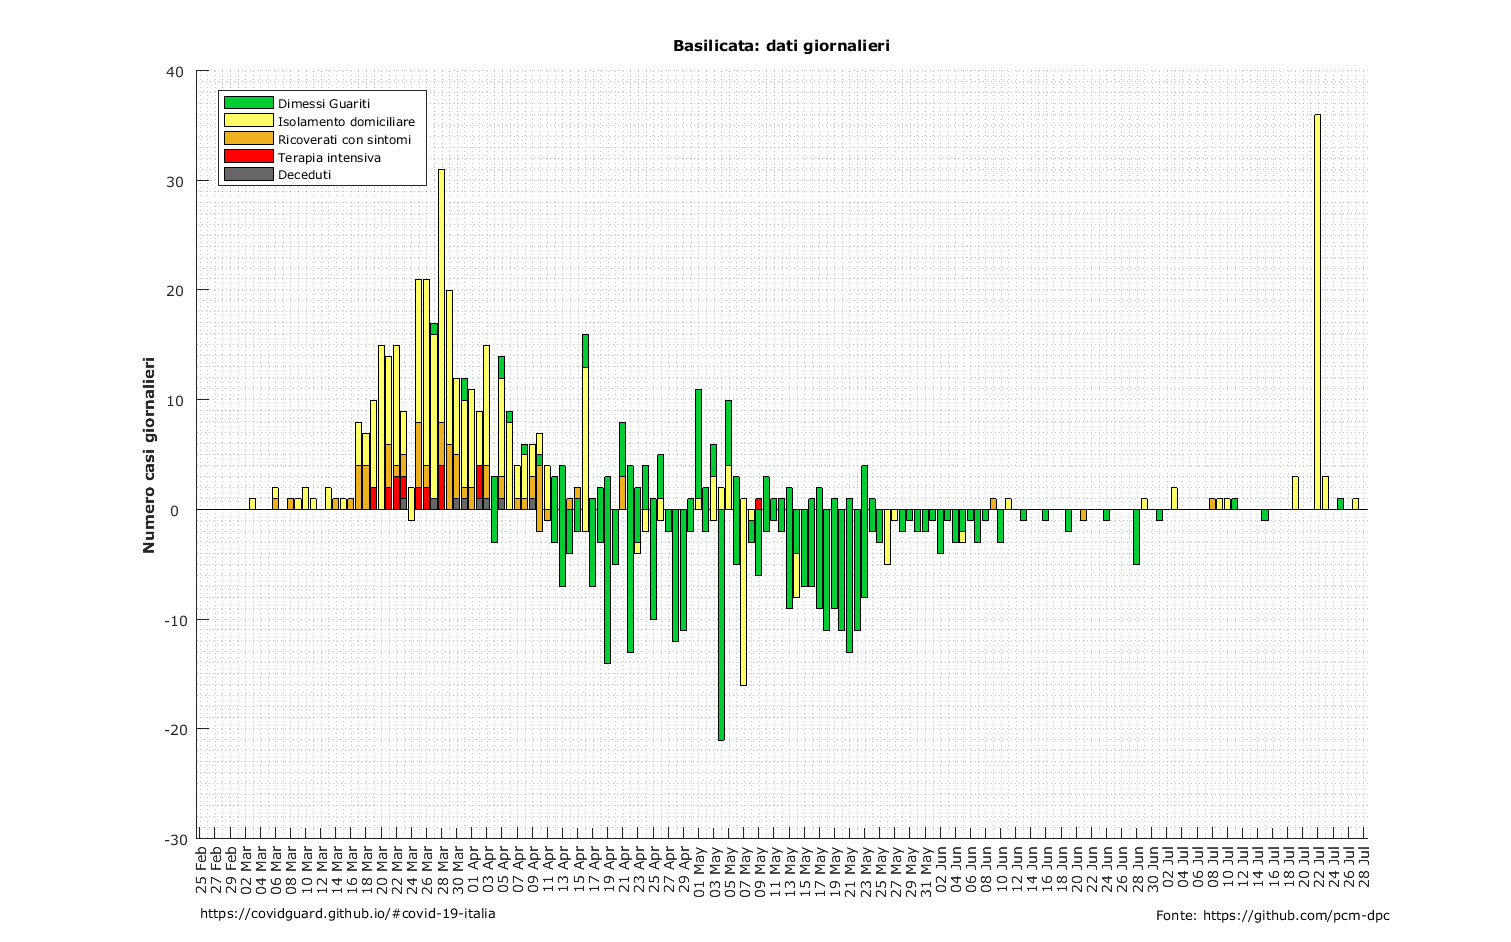 Basilicata: dati giornalieri
40
30
20
10
0
-10
-20
-30
Numero casi giornalieri
Dimessi Guariti
Isolamento domiciliare
Ricoverati con sintomi
Terapia intensiva
Deceduti
25 Feb
27 Feb
29 Feb
02 Mar
04 Mar
06 Mar
08 Mar
10 Mar
12 Mar
14 Mar
16 Mar
18 Mar
20 Mar
22 Mar
24 Mar
26 Mar
28 Mar
30 Mar
01 Apr
03 Apr
05 Apr
07 Apr
09 Apr
11 Apr
13 Apr
15 Apr
17 Apr
19 Apr
21 Apr
23 Apr
25 Apr
27 Apr
29 Apr
01 May
03 May
05 May
07 May
09 May
11 May
13 May
15 May
17 May
19 May
21 May
23 May
25 May
27 May
29 May
31 May
02 Jun
04 Jun
06 Jun
08 Jun
10 Jun
12 Jun
14 Jun
16 Jun
18 Jun
20 Jun
22 Jun
24 Jun
26 Jun
28 Jun
30 Jun
02 Jul
04 Jul
06 Jul
08 Jul
10 Jul
12 Jul
14 Jul
16 Jul
18 Jul
20 Jul
22 Jul
24 Jul
26 Jul
28 Jul
https://covidguard.github.io/#covid-19-italia
Fonte: https://github.com/pcm-dpc